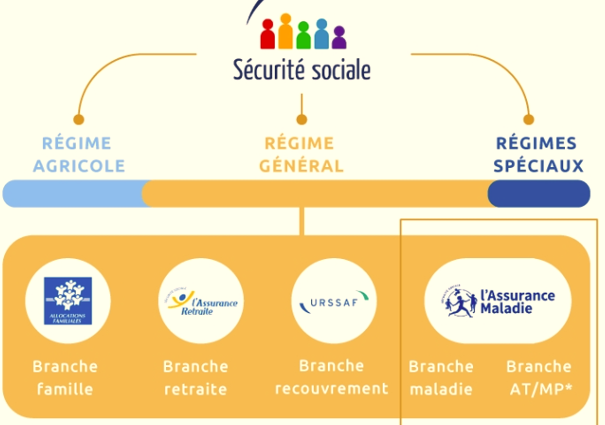 Sécurité sociale
RÉGIME
AGRICOLE
RÉGIME
GÉNÉRAL
RÉGIMES
SPÉCIAUX
ALLOCATIONS
FAMILIALES
l'Assurance
Retraite
URSSAF
l'Assurance
Maladie
Branche
famille
Branche
retraite
Branche
recouvrement
Branche
maladie
Branche
AT/MP*